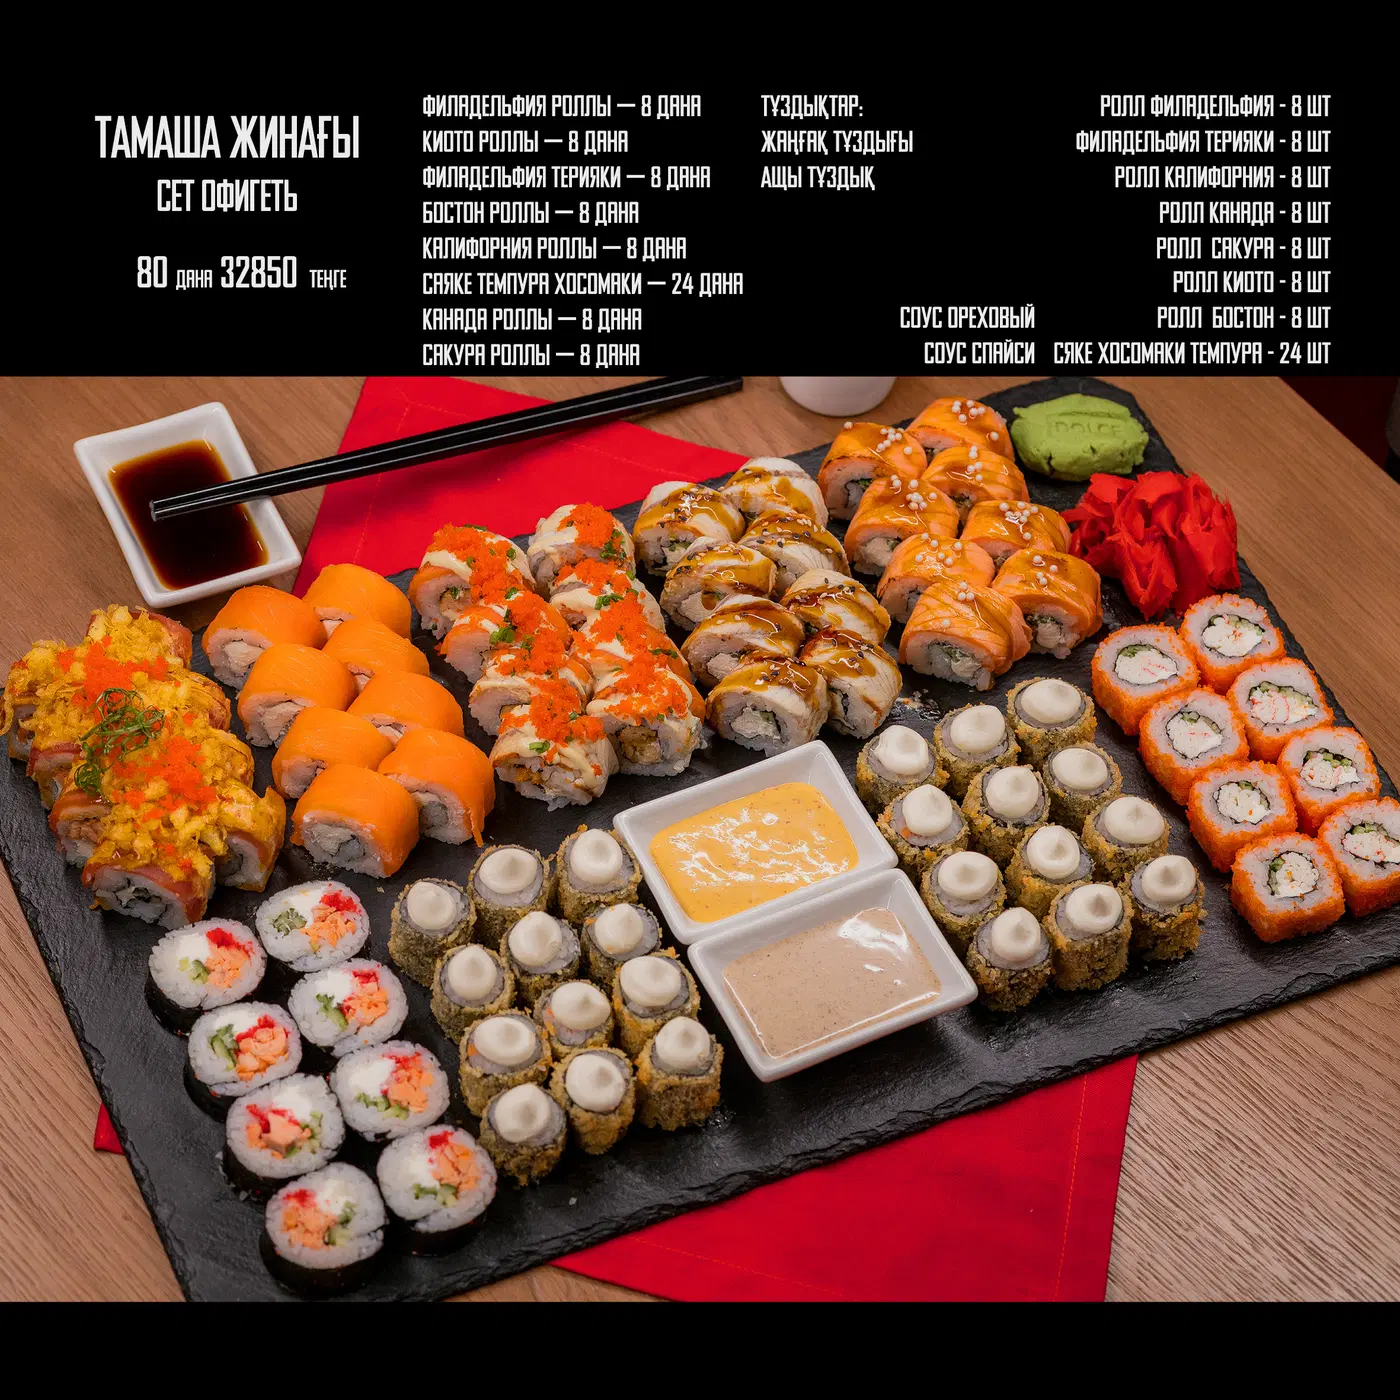 ТАМАША ЖИНАҒЫ
СЕТ ОФИГЕТЬ
80 ДАНА 32850 ТЕҢГЕ
ФИЛАДЕЛЬФИЯ РОЛЛЫ — 8 ДАНА
КИОТО РОЛЛЫ — 8 ДАНА
ФИЛАДЕЛЬФИЯ ТЕРИЯКИ — 8 ДАНА
БОСТОН РОЛЛЫ — 8 ДАНА
КАЛИФОРНИЯ РОЛЛЫ — 8 ДАНА
САЯКЕ ТЕМПУРА ХОСОМАКИ — 24 ДАНА
КАНАДА РОЛЛЫ — 8 ДАНА
САКУРА РОЛЛЫ — 8 ДАНА
ТҰЗДЫҚТАР:
ЖАҢҒАҚ ТҰЗДЫҒЫ
АЩЫ ТҰЗДЫҚ
СОУС ОРЕХОВЫЙ
СОУС СПАЙСИ
РОЛЛ ФИЛАДЕЛЬФИЯ - 8 ШТ
ФИЛАДЕЛЬФИЯ ТЕРИЯКИ - 8 ШТ
РОЛЛ КАЛИФОРНИЯ - 8 ШТ
РОЛЛ КАНАДА - 8 ШТ
РОЛЛ САКУРА - 8 ШТ
РОЛЛ КИОТО - 8 ШТ
РОЛЛ БОСТОН - 8 ШТ
СЯКЕ ХОСОМАКИ ТЕМПУРА - 24 ШТ
DOLCE